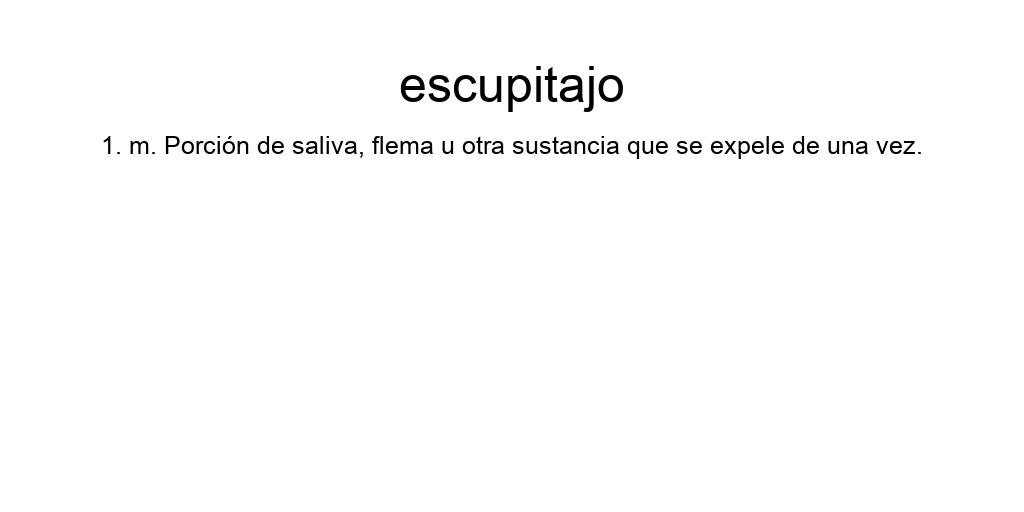 escupitajo
1. m. Porción de saliva, flema u otra sustancia que se expele de una vez.